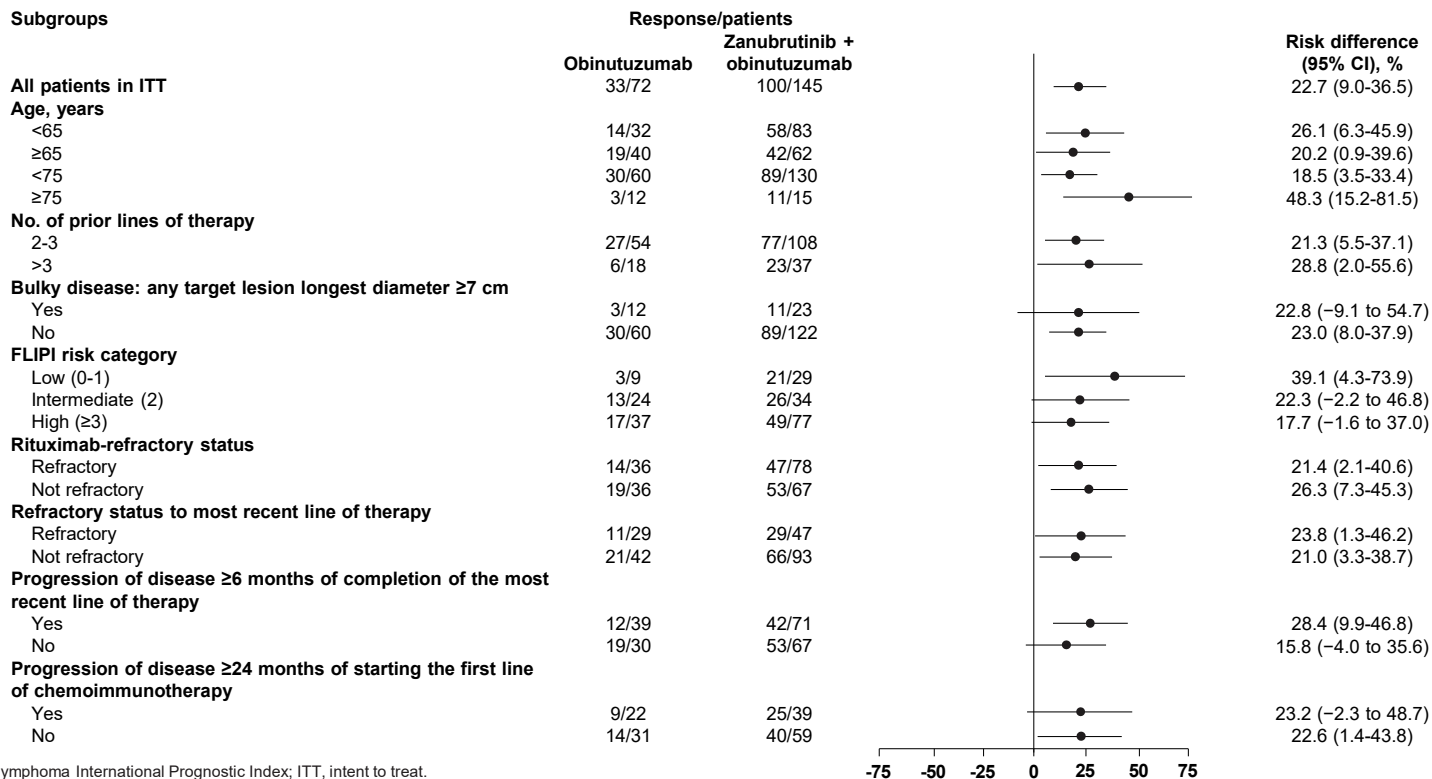 Subgroups Response/patients
Zanubrutinib + Risk difference
Obinutuzumab obinutuzumab (95% CI), %
All patients in ITT 33/72 100/145 22.7 (9.0-36.5)
Age, years
<65 14/32 58/83 26.1 (6.3-45.9)
≥65 19/40 42/62 20.2 (0.9-39.6)
<75 30/60 89/130 18.5 (3.5-33.4)
≥75 3/12 11/15 48.3 (15.2-81.5)
No. of prior lines of therapy
2-3 27/54 77/108 21.3 (5.5-37.1)
>3 6/18 23/37 28.8 (2.0-55.6)
Bulky disease: any target lesion longest diameter ≥7 cm
Yes 3/12 11/23 22.8 (−9.1 to 54.7)
No 30/60 89/122 23.0 (8.0-37.9)
FLIPI risk category
Low (0-1) 3/9 21/29 39.1 (4.3-73.9)
Intermediate (2) 13/24 26/34 22.3 (−2.2 to 46.8)
High (≥3) 17/37 49/77 17.7 (−1.6 to 37.0)
Rituximab-refractory status
Refractory 14/36 47/78 21.4 (2.1-40.6)
Not refractory 19/36 53/67 26.3 (7.3-45.3)
Refractory status to most recent line of therapy
Refractory 11/29 29/47 23.8 (1.3-46.2)
Not refractory 21/42 66/93 21.0 (3.3-38.7)
Progression of disease ≥6 months of completion of the most
recent line of therapy
Yes 12/39 42/71 28.4 (9.9-46.8)
No 19/30 53/67 15.8 (−4.0 to 35.6)
Progression of disease ≥24 months of starting the first line
of chemoimmunotherapy
Yes 9/22 25/39 23.2 (−2.3 to 48.7)
No 14/31 40/59 22.6 (1.4-43.8)
-75 -50 -25 0 25 50 75
ymphoma International Prognostic Index; ITT, intent to treat.